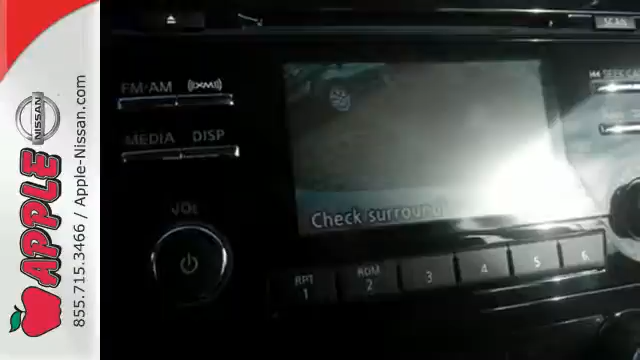 NISSAN
APPLE
855.715.3466 / Apple-Nissan.com
SCAN
FM·AM ((XM))
SEEK
MEDIA DISP
VOL
Check
RPT RDM
1 2 3 4 5 6